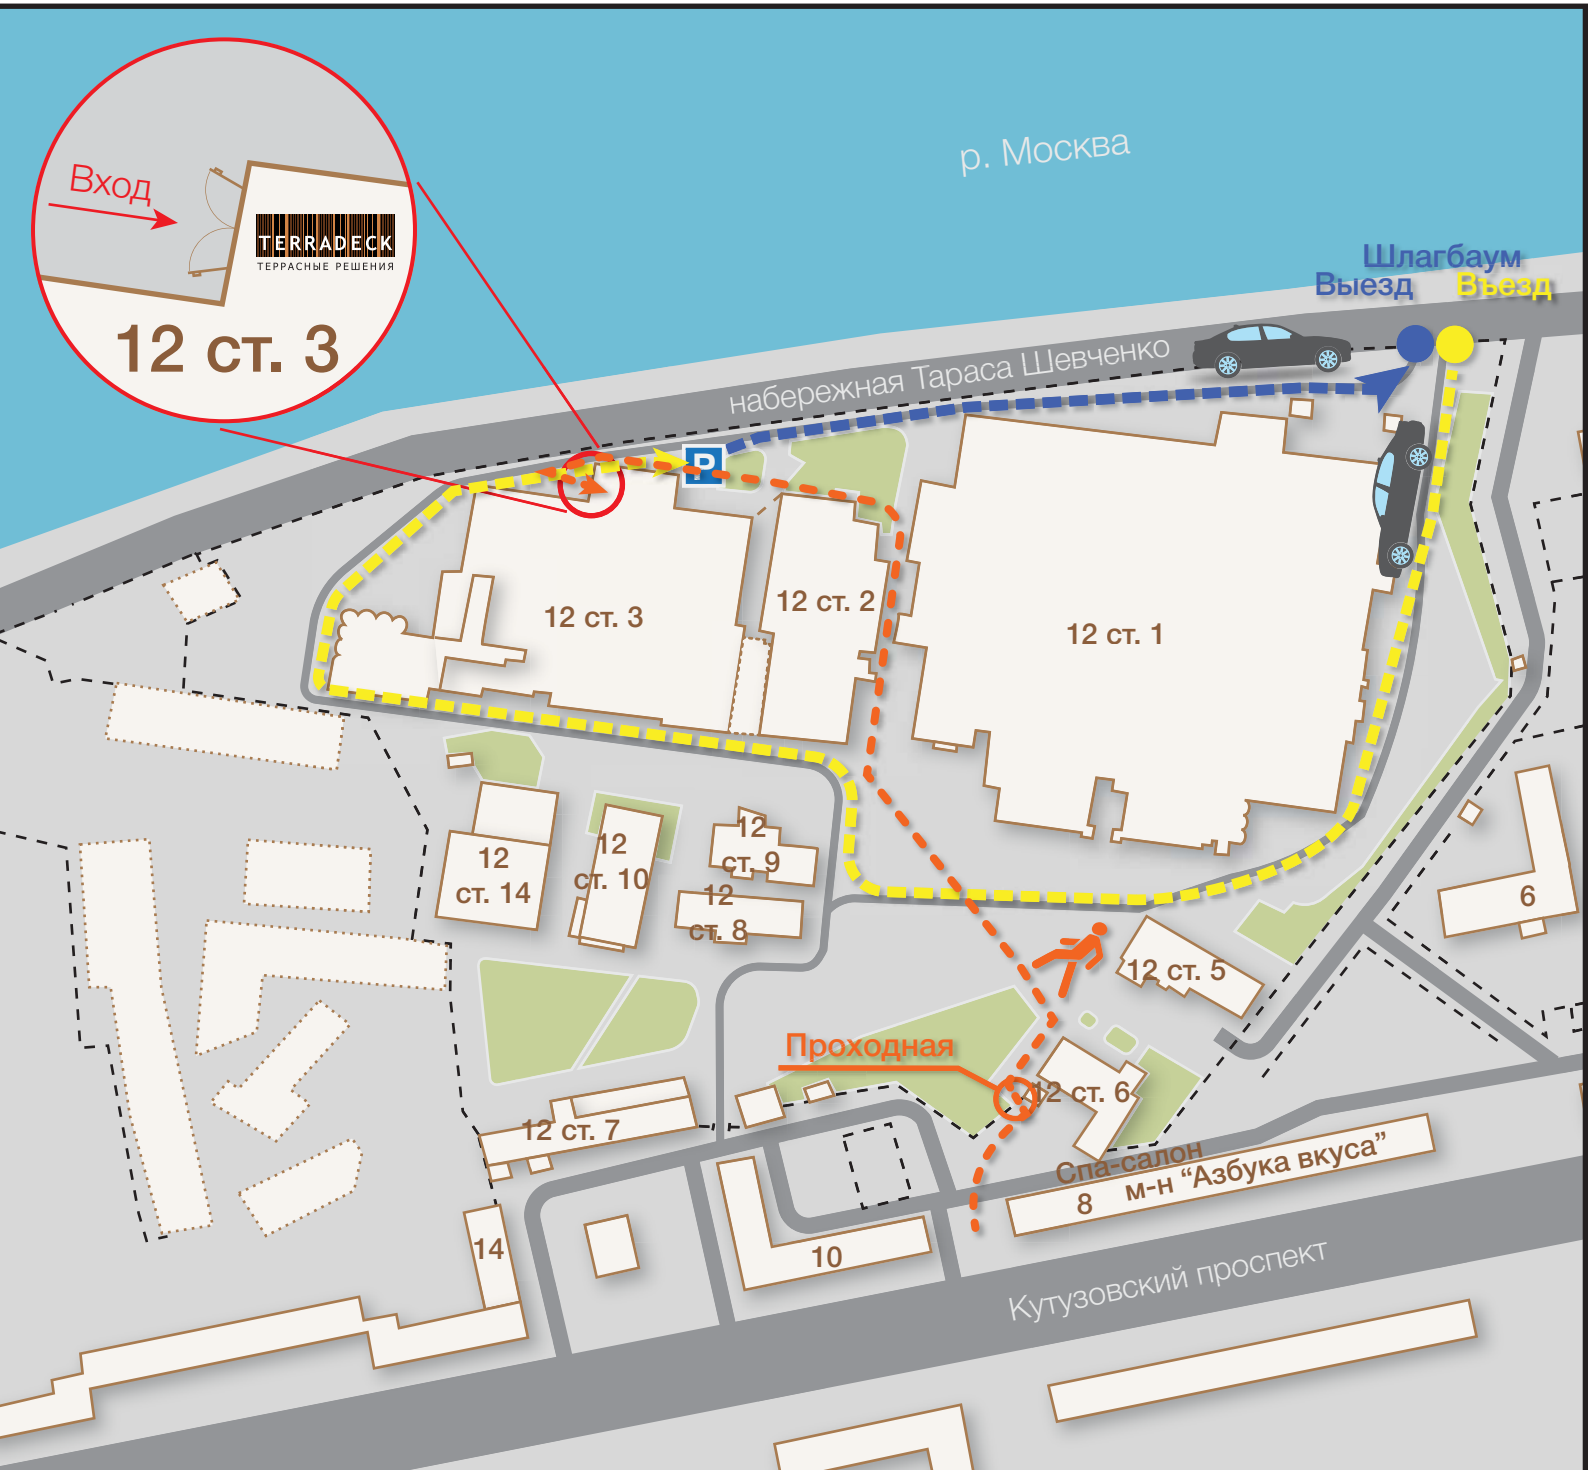 р. Москва
Вход
TERRADECK
ТЕРРАСНЫЕ РЕШЕНИЯ
12 ст. 3
Шлагбаум
Выезд
Въезд
набережная Тараса Шевченко
P
12 ст. 3
12 ст. 2
12 ст. 1
12
ст. 14
12
ст. 10
12
ст. 9
12
ст. 8
6
12 ст. 5
Проходная
12 ст. 6
12 ст. 7
Спа-салон
8
м-н “Азбука вкуса”
14
10
Кутузовский проспект